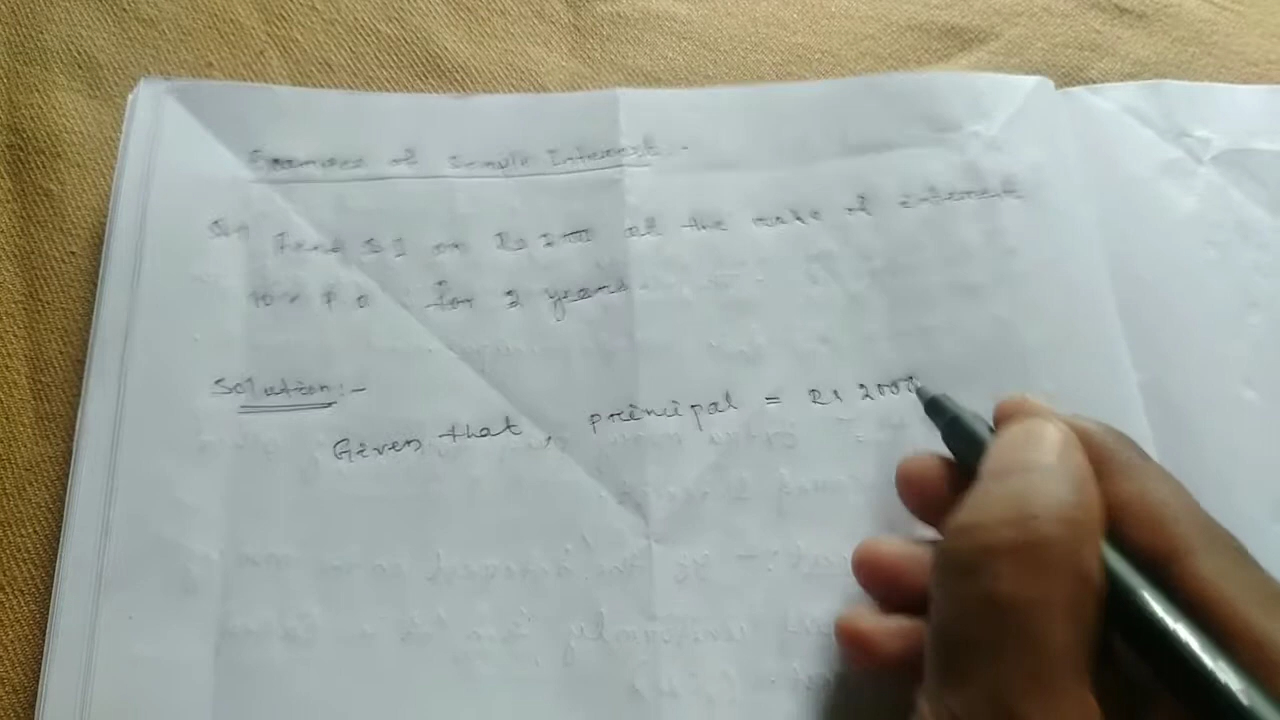 Examples of Simple Interest :-
Find SI on Rs 2000 at the rate of interest
10% P a for 2 years.
Solution:-
Given that, principal = Rs 2000